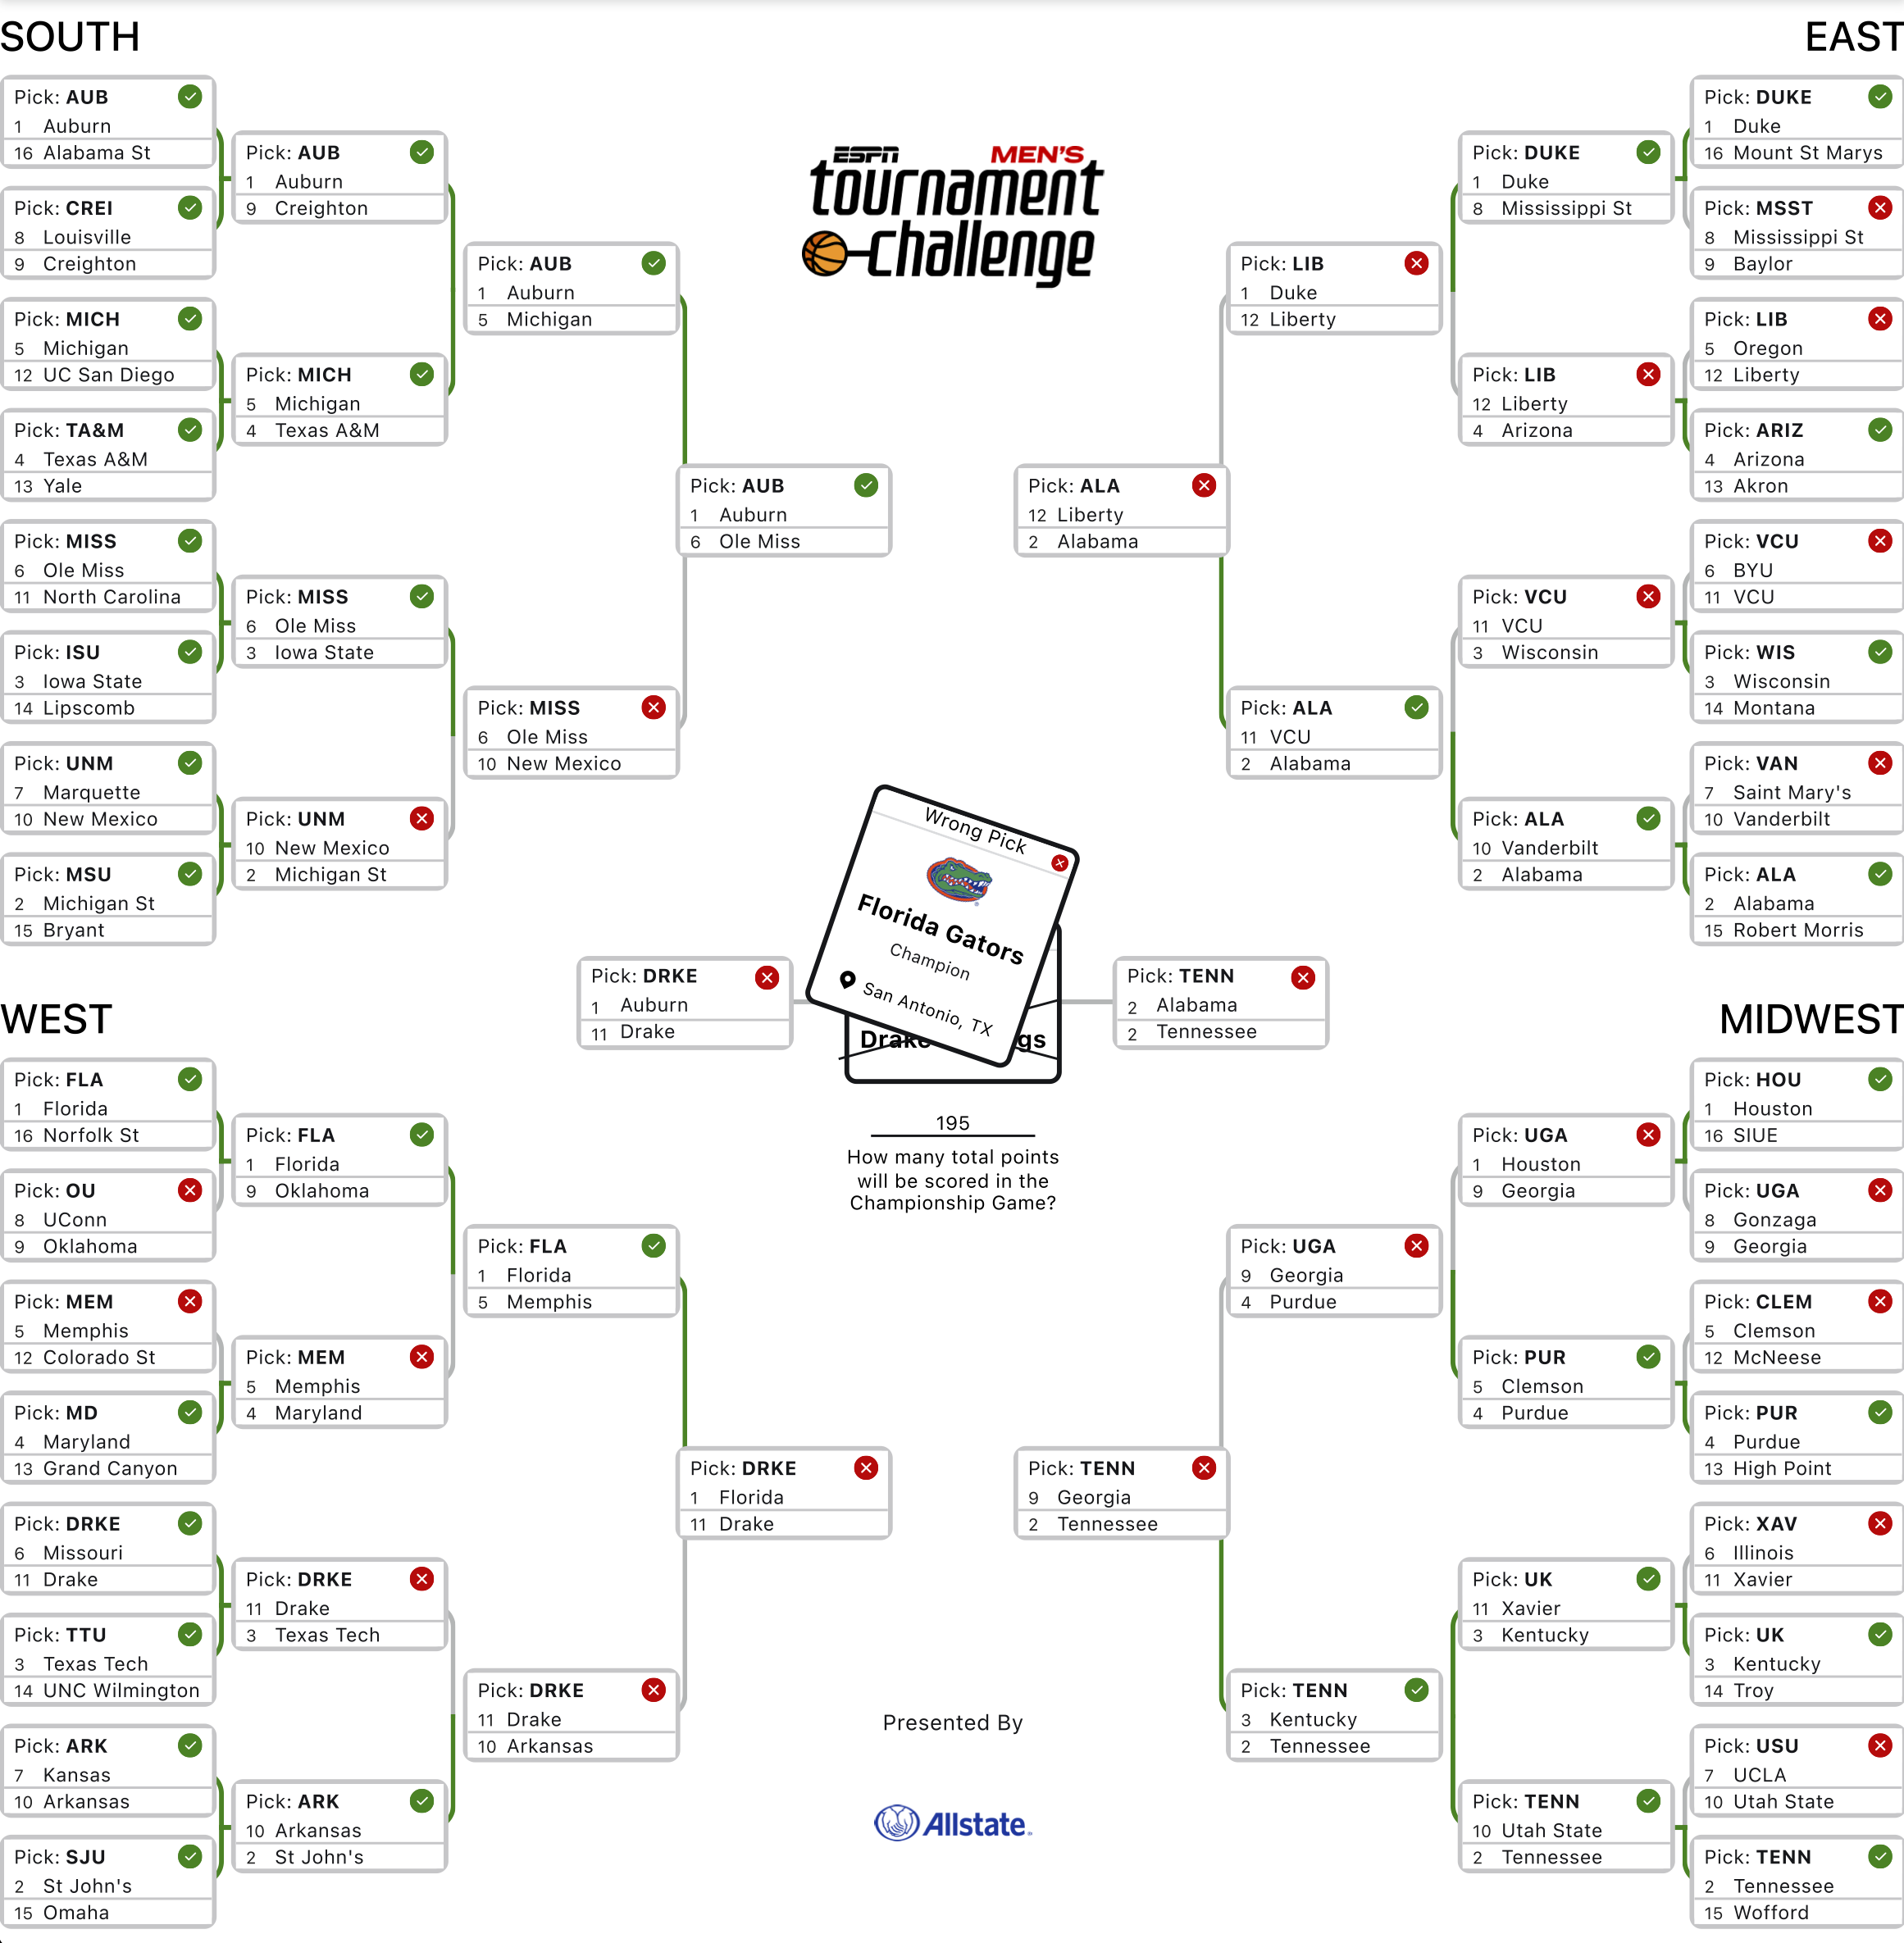 SOUTH
Pick: AUB
1 Auburn
16 Alabama St
Pick: CREI
8 Louisville
9 Creighton
Pick: MICH
5 Michigan
12 UC San Diego
Pick: TA&M
4 Texas A&M
13 Yale
Pick: MISS
6 Ole Miss
11 North Carolina
Pick: ISU
3 Iowa State
14 Lipscomb
Pick: UNM
7 Marquette
10 New Mexico
Pick: MSU
2 Michigan St
15 Bryant
Pick: AUB
1 Auburn
9 Creighton
Pick: MICH
5 Michigan
4 Texas A&M
Pick: MISS
6 Ole Miss
3 Iowa State
Pick: UNM
10 New Mexico
2 Michigan St
Pick: AUB
1 Auburn
5 Michigan
Pick: MISS
6 Ole Miss
10 New Mexico
Pick: AUB
1 Auburn
6 Ole Miss
ESPN MEN'S
tournament
challenge
EAST
Pick: DUKE
1 Duke
16 Mount St Marys
Pick: MSST
8 Mississippi St
9 Baylor
Pick: LIB
5 Oregon
12 Liberty
Pick: ARIZ
4 Arizona
13 Akron
Pick: VCU
6 BYU
11 VCU
Pick: WIS
3 Wisconsin
14 Montana
Pick: VAN
7 Saint Mary's
10 Vanderbilt
Pick: ALA
2 Alabama
15 Robert Morris
Pick: DUKE
1 Duke
8 Mississippi St
Pick: LIB
12 Liberty
4 Arizona
Pick: VCU
11 VCU
3 Wisconsin
Pick: ALA
10 Vanderbilt
2 Alabama
Pick: LIB
1 Duke
12 Liberty
Pick: ALA
11 VCU
2 Alabama
Pick: ALA
12 Liberty
2 Alabama
Pick: DRKE
1 Auburn
11 Drake
Wrong Pick
Florida Gators
Champion
San Antonio, TX
Drake
gs
Pick: TENN
2 Alabama
2 Tennessee
195
How many total points
will be scored in the
Championship Game?
WEST
Pick: FLA
1 Florida
16 Norfolk St
Pick: OU
8 UConn
9 Oklahoma
Pick: MEM
5 Memphis
12 Colorado St
Pick: MD
4 Maryland
13 Grand Canyon
Pick: DRKE
6 Missouri
11 Drake
Pick: TTU
3 Texas Tech
14 UNC Wilmington
Pick: ARK
7 Kansas
10 Arkansas
Pick: SJU
2 St John's
15 Omaha
Pick: FLA
1 Florida
9 Oklahoma
Pick: MEM
5 Memphis
4 Maryland
Pick: DRKE
11 Drake
3 Texas Tech
Pick: ARK
10 Arkansas
2 St John's
Pick: FLA
1 Florida
5 Memphis
Pick: DRKE
11 Drake
10 Arkansas
Pick: DRKE
1 Florida
11 Drake
MIDWEST
Pick: HOU
1 Houston
16 SIUE
Pick: UGA
8 Gonzaga
9 Georgia
Pick: CLEM
5 Clemson
12 McNeese
Pick: PUR
4 Purdue
13 High Point
Pick: XAV
6 Illinois
11 Xavier
Pick: UK
3 Kentucky
14 Troy
Pick: USU
7 UCLA
10 Utah State
Pick: TENN
2 Tennessee
15 Wofford
Pick: UGA
1 Houston
9 Georgia
Pick: PUR
5 Clemson
4 Purdue
Pick: UK
11 Xavier
3 Kentucky
Pick: TENN
10 Utah State
2 Tennessee
Pick: UGA
9 Georgia
4 Purdue
Pick: TENN
3 Kentucky
2 Tennessee
Pick: TENN
9 Georgia
2 Tennessee
Presented By
Allstate